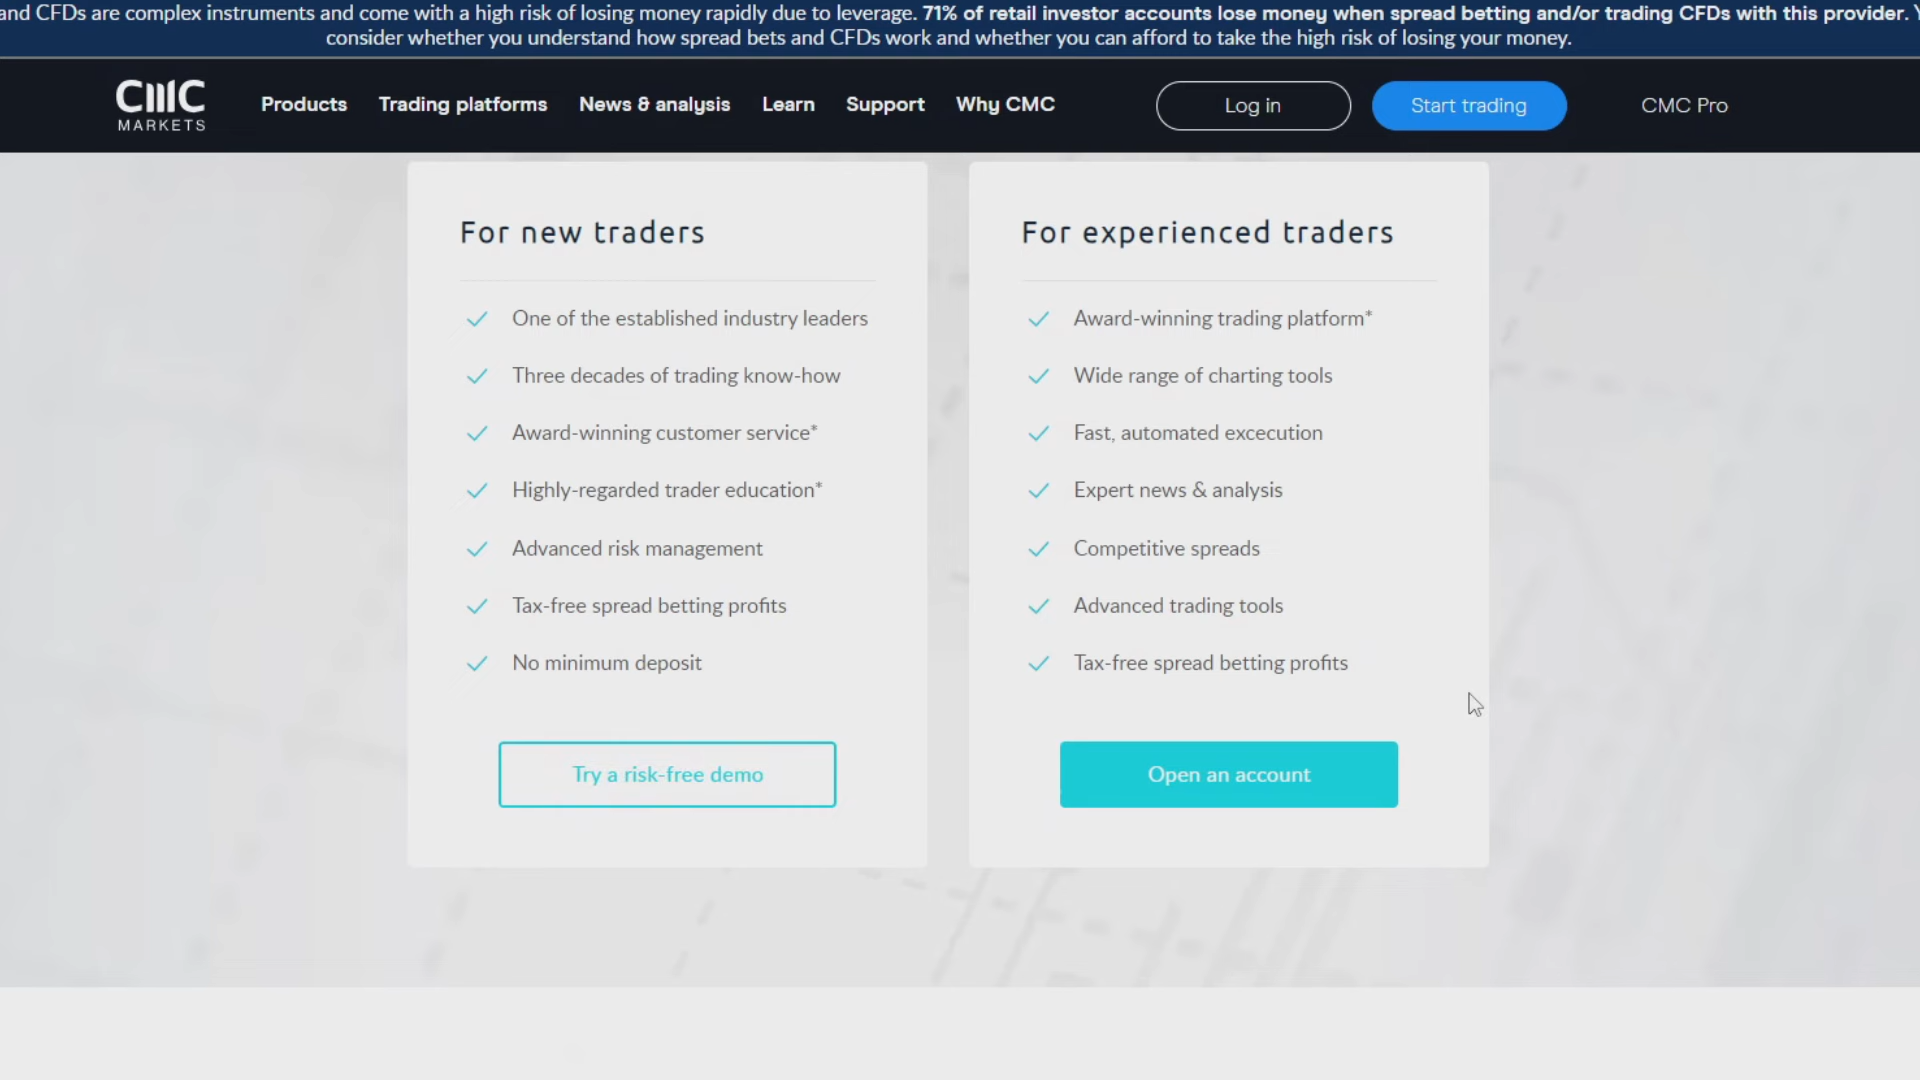 and CFDs are complex instruments and come with a high risk of losing money rapidly due to leverage. 71% of retail investor accounts lose money when spread betting and/or trading CFDs with this provider.
consider whether you understand how spread bets and CFDs work and whether you can afford to take the high risk of losing your money.
CMC MARKETS
Products Trading platforms News & analysis Learn Support Why CMC Log in Start trading CMC Pro
For new traders
One of the established industry leaders
Three decades of trading know-how
Award-winning customer service*
Highly-regarded trader education*
Advanced risk management
Tax-free spread betting profits
No minimum deposit
Try a risk-free demo
For experienced traders
Award-winning trading platform*
Wide range of charting tools
Fast, automated excecution
Expert news & analysis
Competitive spreads
Advanced trading tools
Tax-free spread betting profits
Open an account